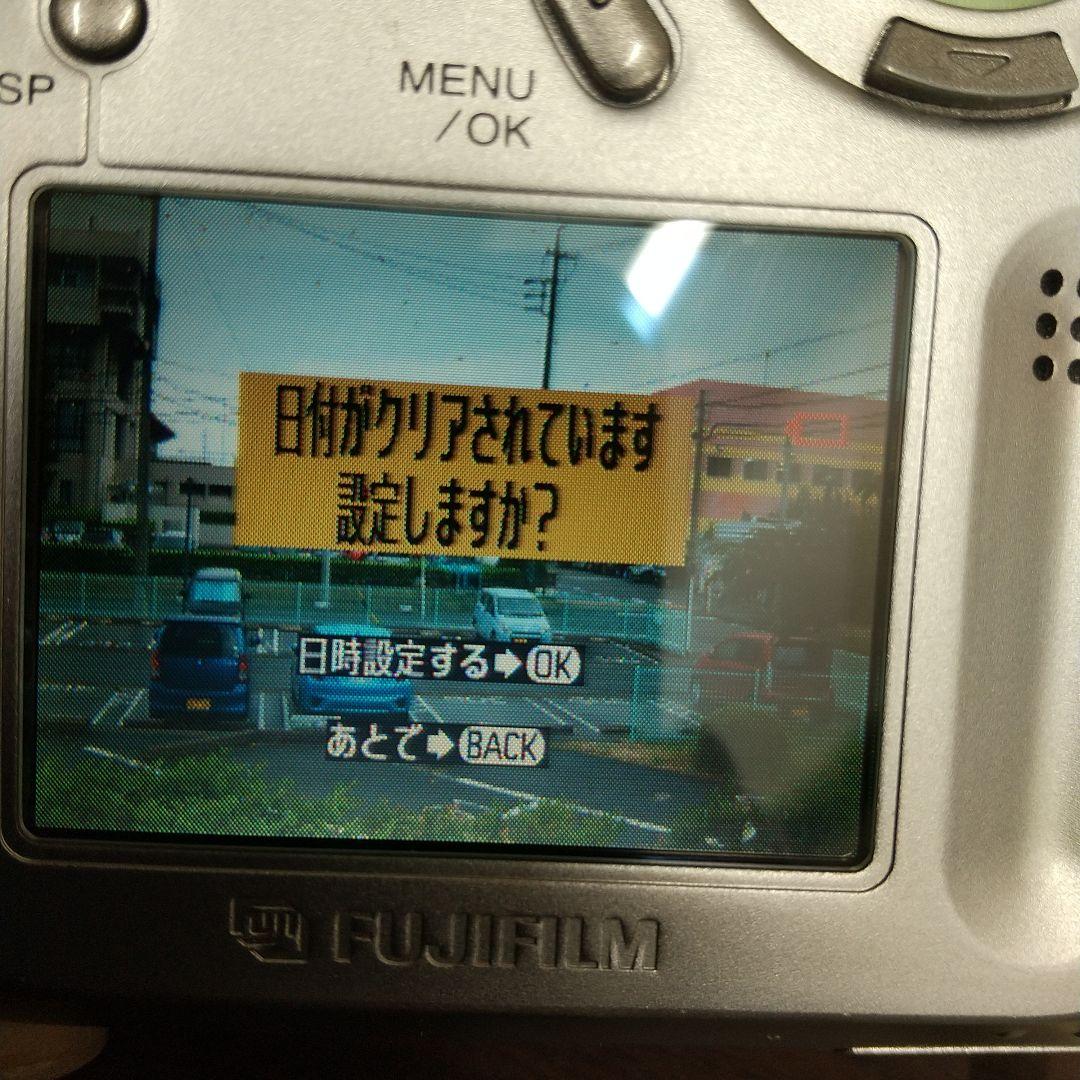 SP
MENU
/OK
日付がクリアされています
設定しますか?
日時設定する➡OK
あとで➡BACK
FUJIFILM